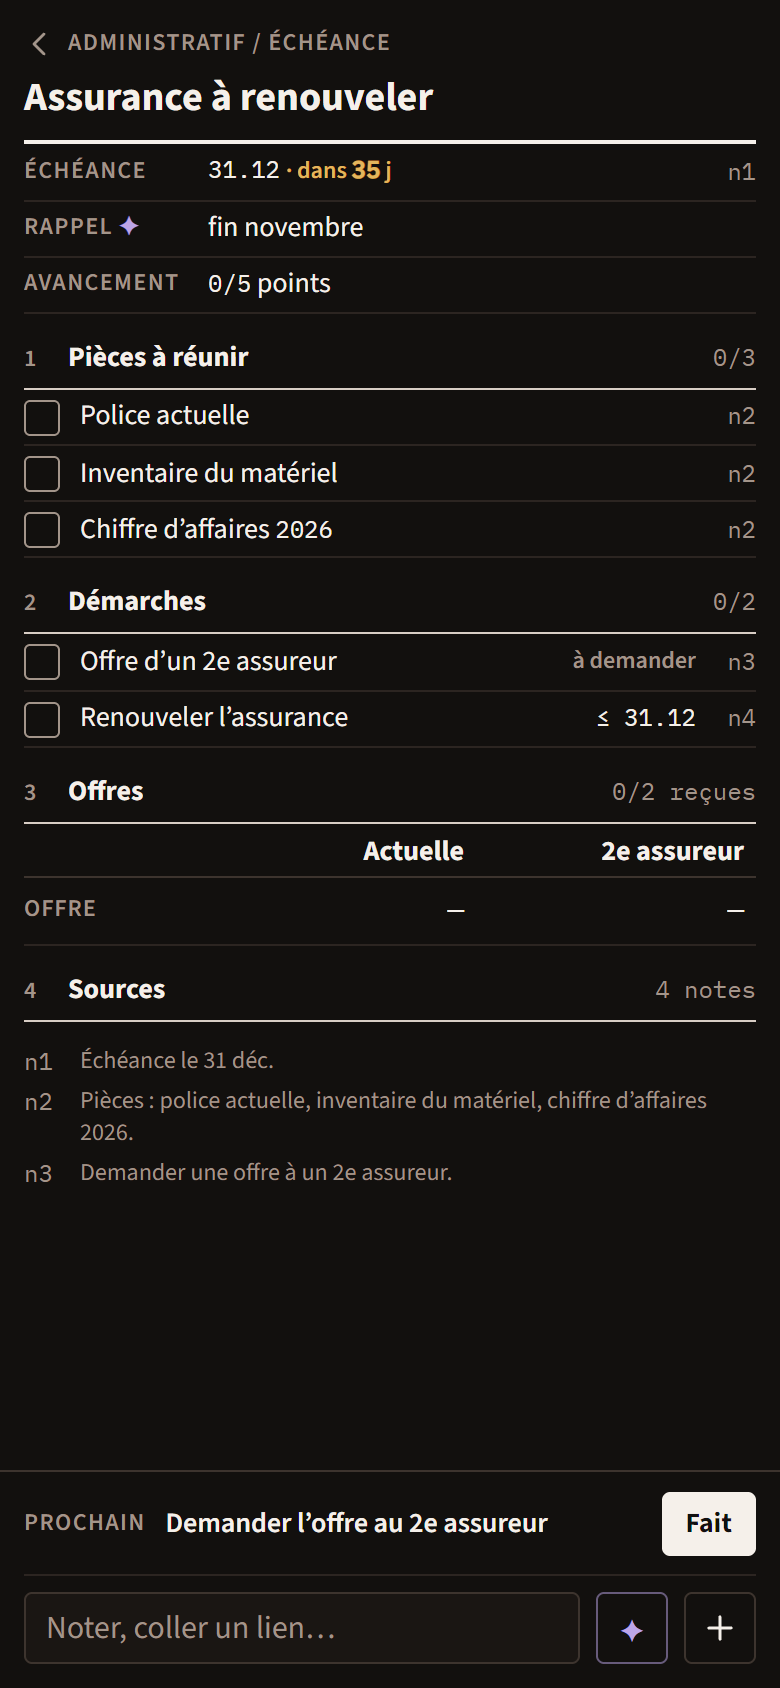 ADMINISTRATIF / ÉCHÉANCE
Assurance à renouveler
ÉCHÉANCE 31.12 · dans 35 j n1
RAPPEL fin novembre
AVANCEMENT 0/5 points
1 Pièces à réunir 0/3
Police actuelle n2
Inventaire du matériel n2
Chiffre d’affaires 2026 n2
2 Démarches 0/2
Offre d’un 2e assureur à demander n3
Renouveler l’assurance ≤ 31.12 n4
3 Offres 0/2 reçues
Actuelle 2e assureur
OFFRE — —
4 Sources 4 notes
n1 Échéance le 31 déc.
n2 Pièces : police actuelle, inventaire du matériel, chiffre d’affaires
2026.
n3 Demander une offre à un 2e assureur.
PROCHAIN Demander l’offre au 2e assureur Fait
Noter, coller un lien…